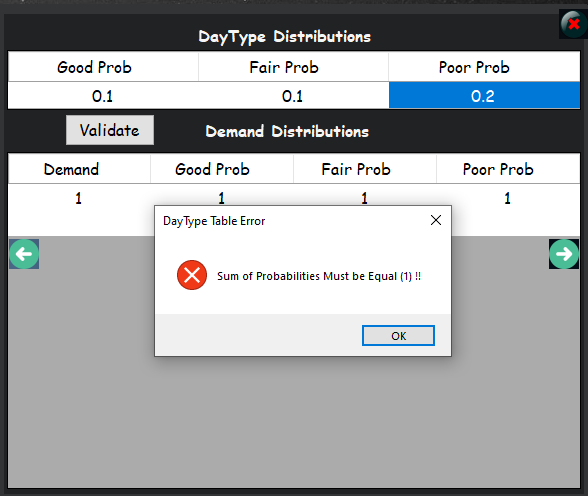 DayType Distributions
Good Prob Fair Prob Poor Prob
0.1 0.1 0.2
Validate Demand Distributions
Demand Good Prob Fair Prob Poor Prob
1 1 1 1
DayType Table Error
Sum of Probabilities Must be Equal (1) !!
OK